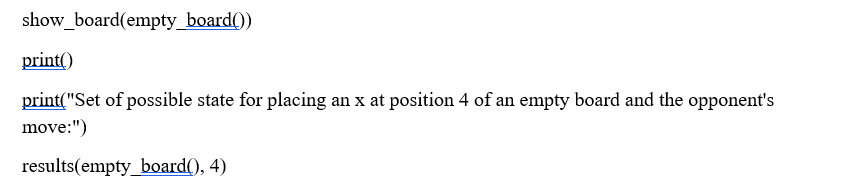 show_board(empty_board())
print()
print("Set of possible state for placing an x at position 4 of an empty board and the opponent's
move:")
results(empty_board(), 4)